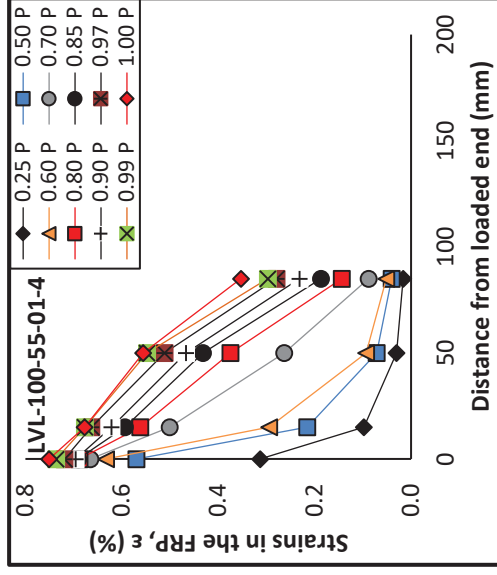 LVL-100-55-01-4
0.25 P
0.50 P
0.60 P
0.70 P
0.80 P
0.85 P
0.90 P
0.97 P
0.99 P
1.00 P
Strains in the FRP, ε (%)
0.8
0.6
0.4
0.2
0.0
0
50
100
150
200
Distance from loaded end (mm)